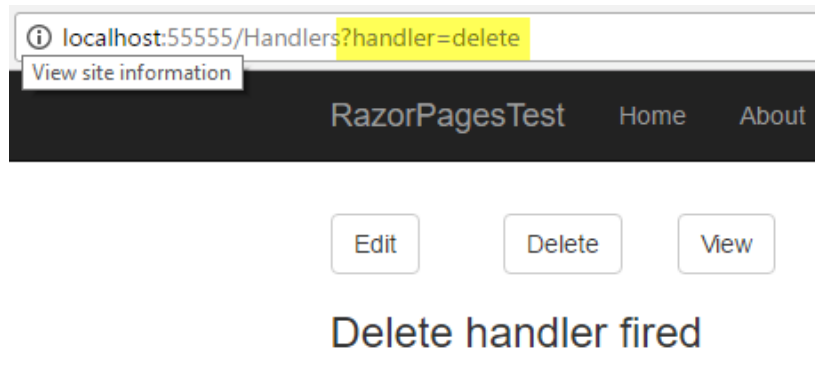 localhost:55555/Handlers?handler=delete
View site information
RazorPagesTest Home About
Edit Delete View
Delete handler fired